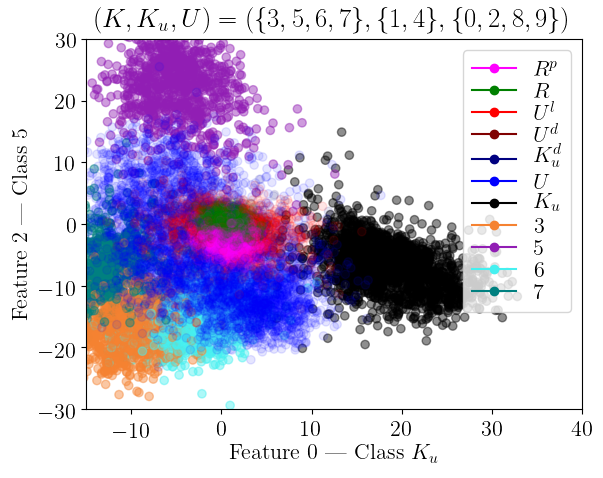 (K, K_u, U) = ({3, 5, 6, 7}, {1, 4}, {0, 2, 8, 9})
30
20
10
0
−10
−20
−30
Feature 2 — Class 5
R^p
R
U^l
U^d
K_u^d
U
K_u
3
5
6
7
−10
0
10
20
30
40
Feature 0 — Class K_u